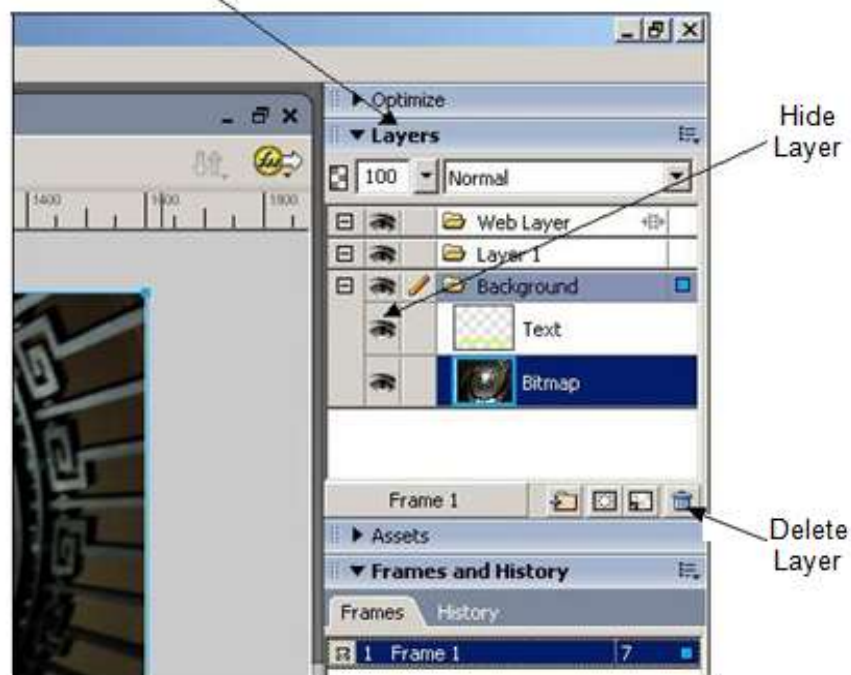 Optimize
Layers
Hide
Layer
100 Normal
1400 1600 1800
Web Layer
Layer 1
Background
Text
Bitmap
Frame 1
Delete
Layer
Assets
Frames and History
Frames History
1 Frame 1 7